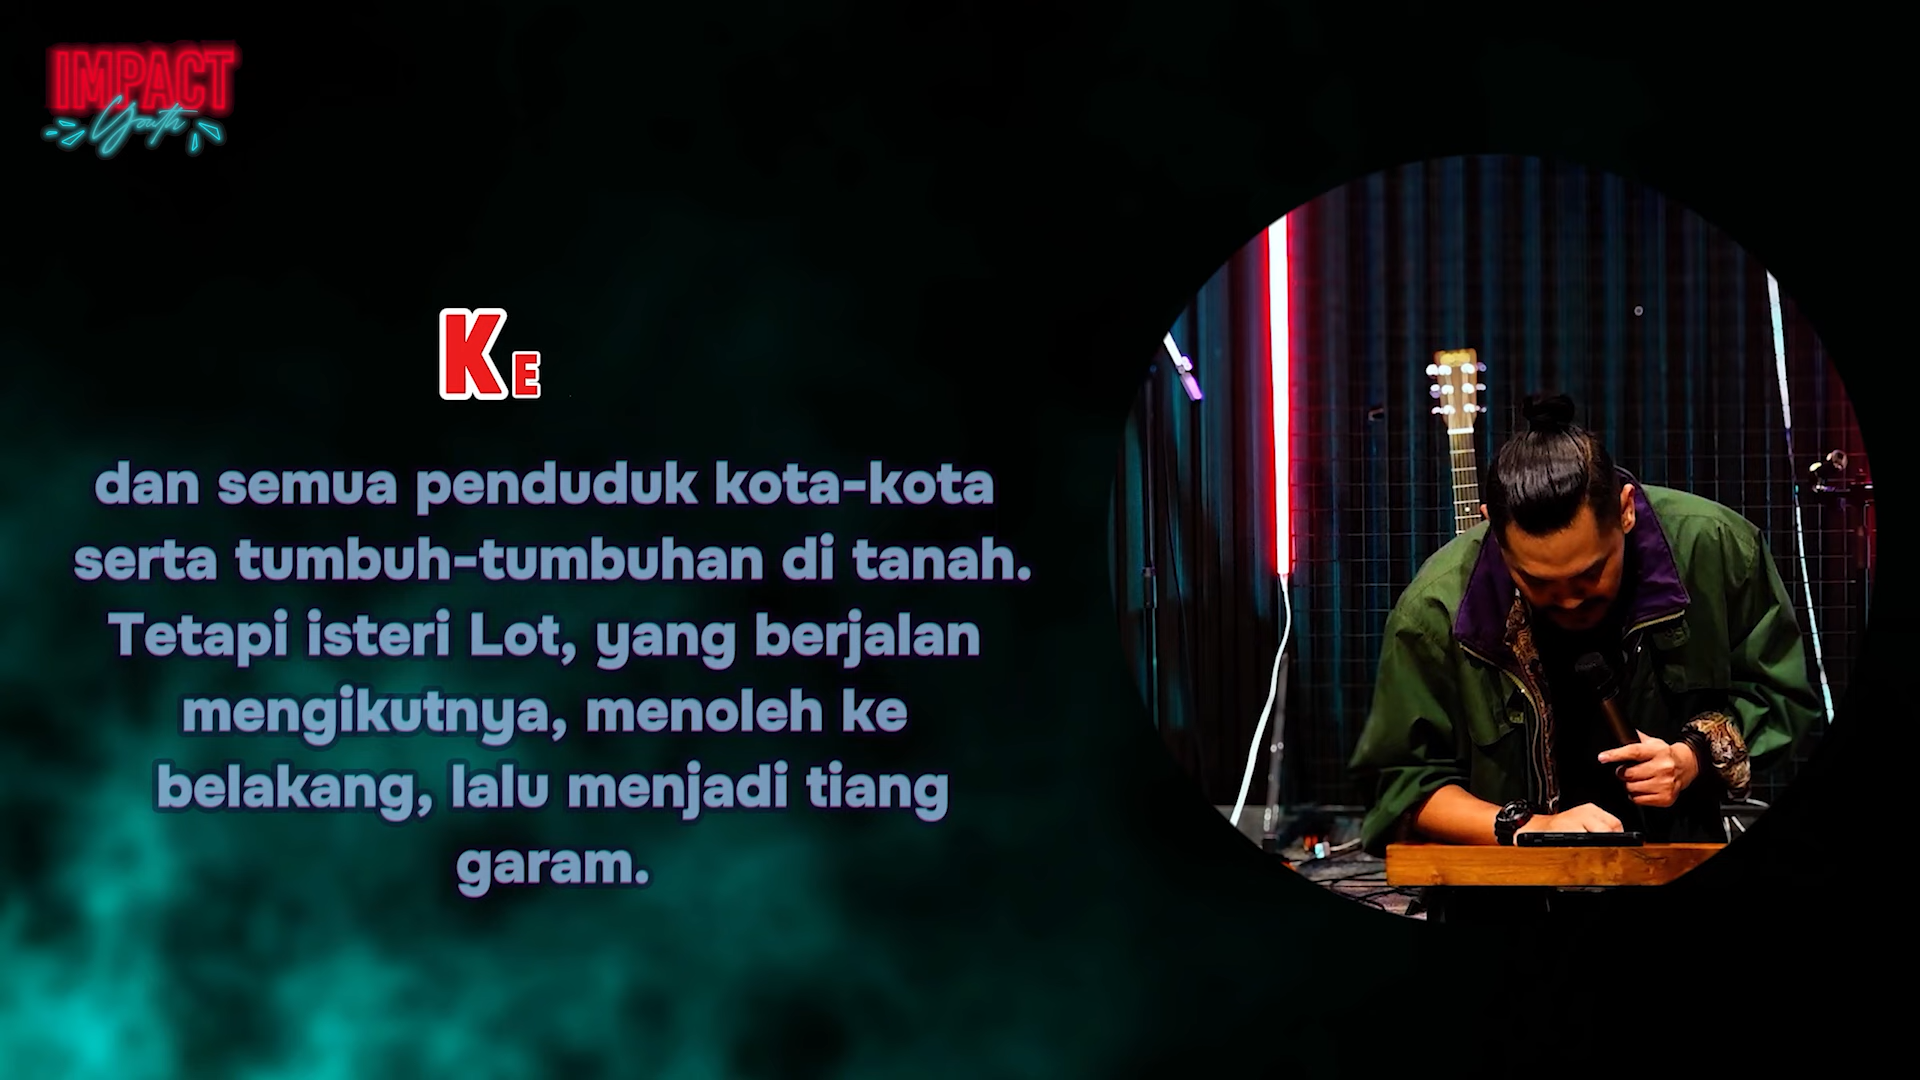 IMPACT
Youth
KE
dan semua penduduk kota-kota
serta tumbuh-tumbuhan di tanah.
Tetapi isteri Lot, yang berjalan
mengikutnya, menoleh ke
belakang, lalu menjadi tiang
garam.